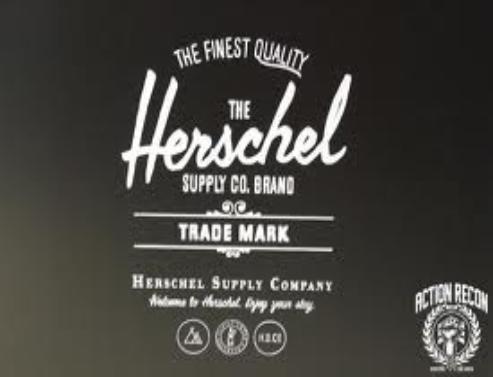 THE FINEST QUALITY
THE
Herschel
SUPPLY CO. BRAND
TRADE MARK
HERSCHEL SUPPLY COMPANY
Welcome to Herschel. Enjoy your stay.
H.S.CO
ACTION RECON